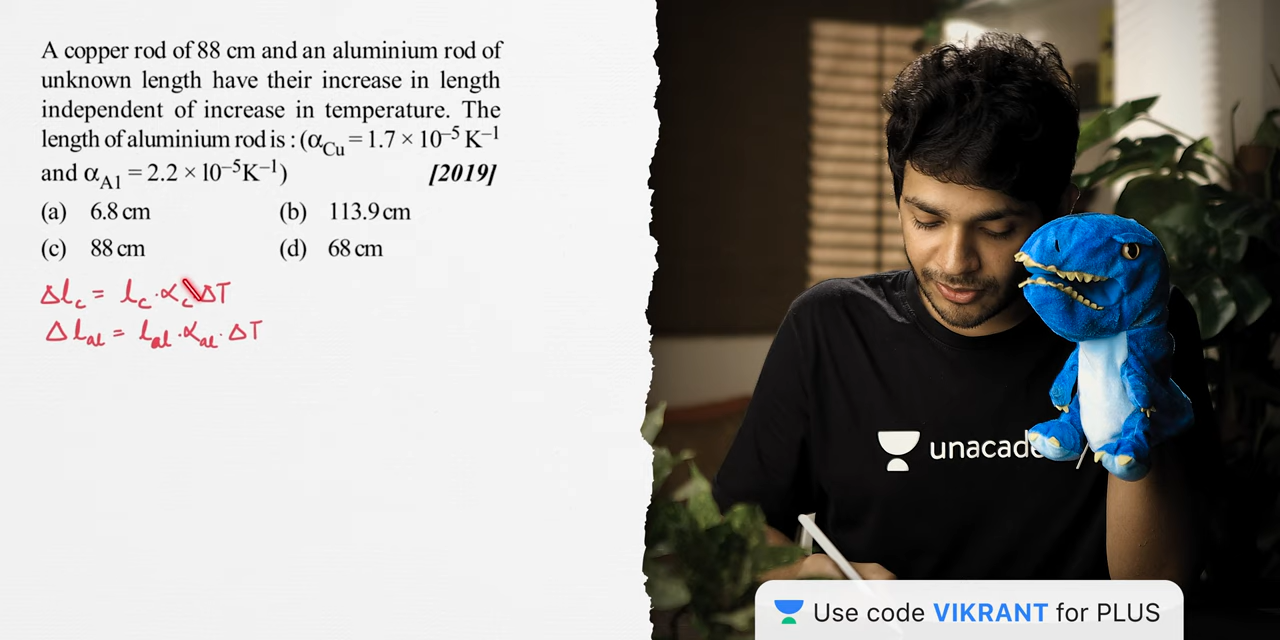 A copper rod of 88 cm and an aluminium rod of
unknown length have their increase in length
independent of increase in temperature. The
length of aluminium rod is : (αCu = 1.7 × 10⁻⁵ K⁻¹
and αAl = 2.2 × 10⁻⁵K⁻¹) [2019]
(a) 6.8 cm (b) 113.9 cm
(c) 88 cm (d) 68 cm
Δlc = lc·αcΔT
Δlal = lal·αal·ΔT
unacade
Use code VIKRANT for PLUS